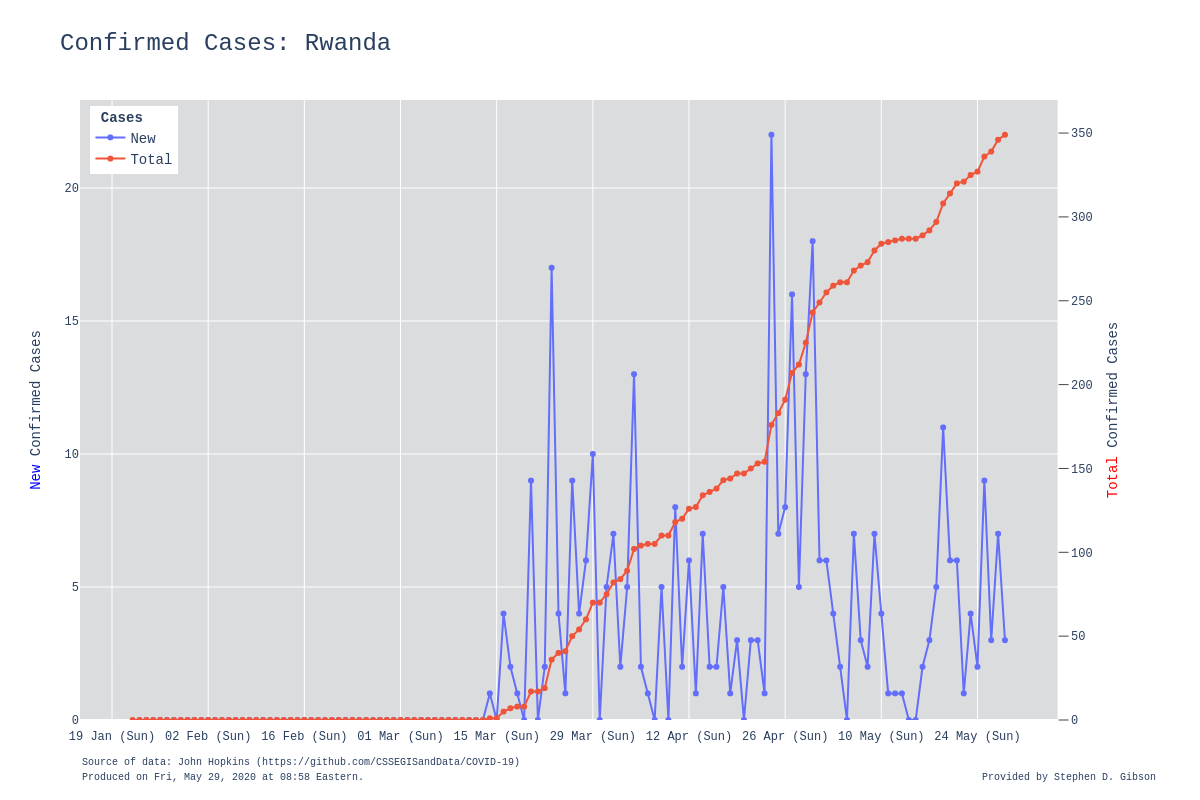 Confirmed Cases: Rwanda
Cases
New
Total
20
15
10
5
0
350
300
250
200
150
100
50
0
New Confirmed Cases
Total Confirmed Cases
19 Jan (Sun) 02 Feb (Sun) 16 Feb (Sun) 01 Mar (Sun) 15 Mar (Sun) 29 Mar (Sun) 12 Apr (Sun) 26 Apr (Sun) 10 May (Sun) 24 May (Sun)
Source of data: John Hopkins (https://github.com/CSSEGISandData/COVID-19)
Produced on Fri, May 29, 2020 at 08:58 Eastern.
Provided by Stephen D. Gibson